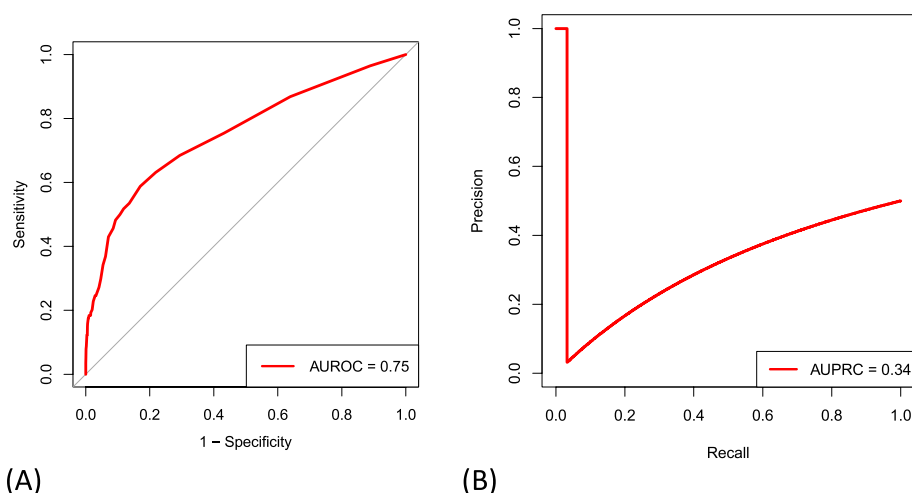 1.0
0.8
0.6
0.4
0.2
0.0
Sensitivity
AUROC = 0.75
0.0 0.2 0.4 0.6 0.8 1.0
1 − Specificity
(A)
1.0
0.8
0.6
0.4
0.2
0.0
Precision
AUPRC = 0.34
0.0 0.2 0.4 0.6 0.8 1.0
Recall
(B)